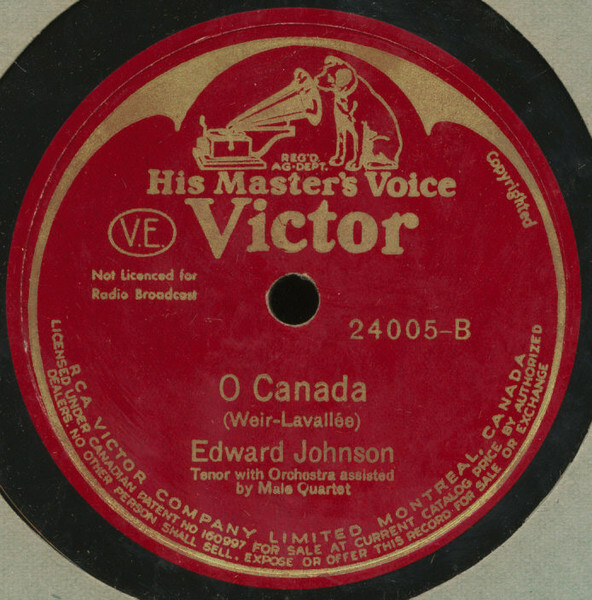 REG'D.
AG-DEPT.
His Master's Voice
Victor
V.E.
Copyrighted
Not Licenced for
Radio Broadcast
24005-B
O Canada
(Weir-Lavallée)
Edward Johnson
Tenor with Orchestra assisted
by Male Quartet
RCA VICTOR COMPANY LIMITED MONTREAL, CANADA
LICENSED UNDER CANADIAN PATENT NO 160997 FOR SALE AT CURRENT CATALOG PRICE BY AUTHORIZED
DEALERS. NO OTHER PERSON SHALL SELL. EXPOSE OR OFFER THIS RECORD FOR SALE OR EXCHANGE